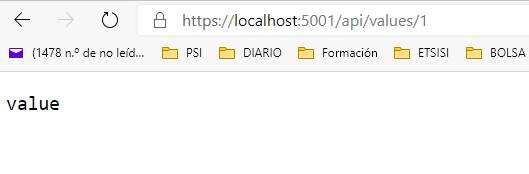 https://localhost:5001/api/values/1
(1478 n.º de no leíd... PSI DIARIO Formación ETSISI BOLSA
value